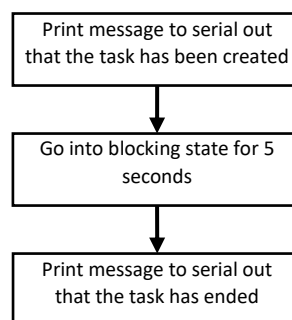 Print message to serial out
that the task has been created
Go into blocking state for 5
seconds
Print message to serial out
that the task has ended